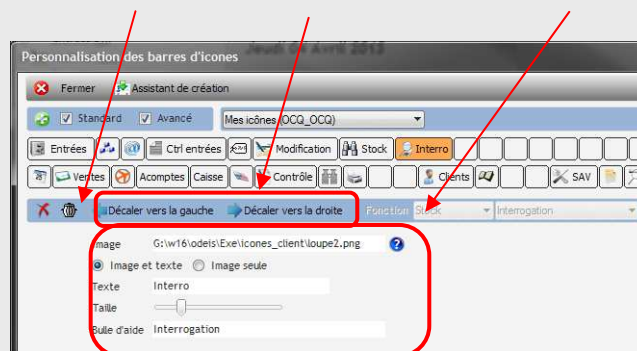 Jeudi 04 Avril 2013
Personnalisation des barres d'icones
Fermer Assistant de création
Standard Avancé Mes icônes (OCQ_OCQ)
Entrées Ctrl entrées Modification Stock Interro
Ventes Acomptes Caisse Contrôle Clients SAV
Décaler vers la gauche Décaler vers la droite Fonction Stock Interrogation
Image G:\w16\odeis\Exe\icones_client\loupe2.png
Image et texte Image seule
Texte Interro
Taille
Bulle d'aide Interrogation